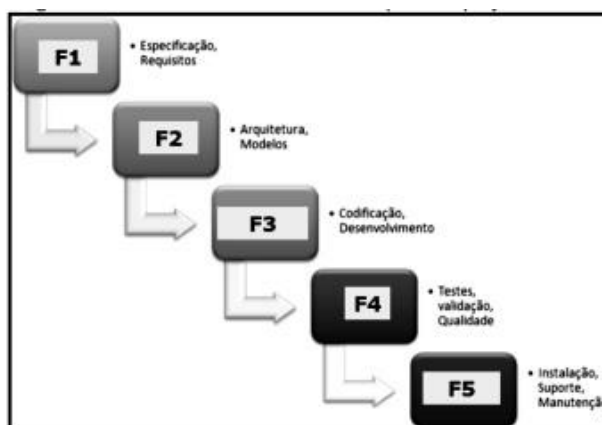 F1
• Especificação,
Requisitos
F2
• Arquitetura,
Modelos
F3
• Codificação,
Desenvolvimento
F4
• Testes,
validação,
Qualidade
F5
• Instalação,
Suporte,
Manutençã